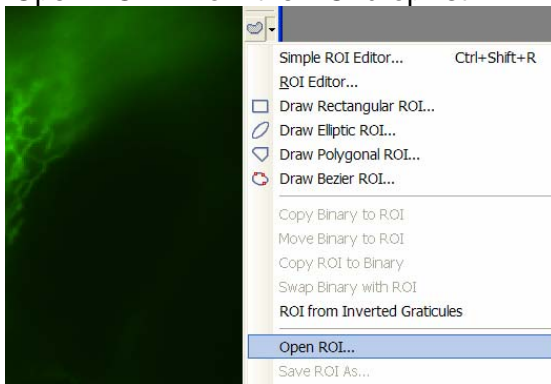 Simple ROI Editor... Ctrl+Shift+R
ROI Editor...
Draw Rectangular ROI...
Draw Elliptic ROI...
Draw Polygonal ROI...
Draw Bezier ROI...
Copy Binary to ROI
Move Binary to ROI
Copy ROI to Binary
Swap Binary with ROI
ROI from Inverted Graticules
Open ROI...
Save ROI As...